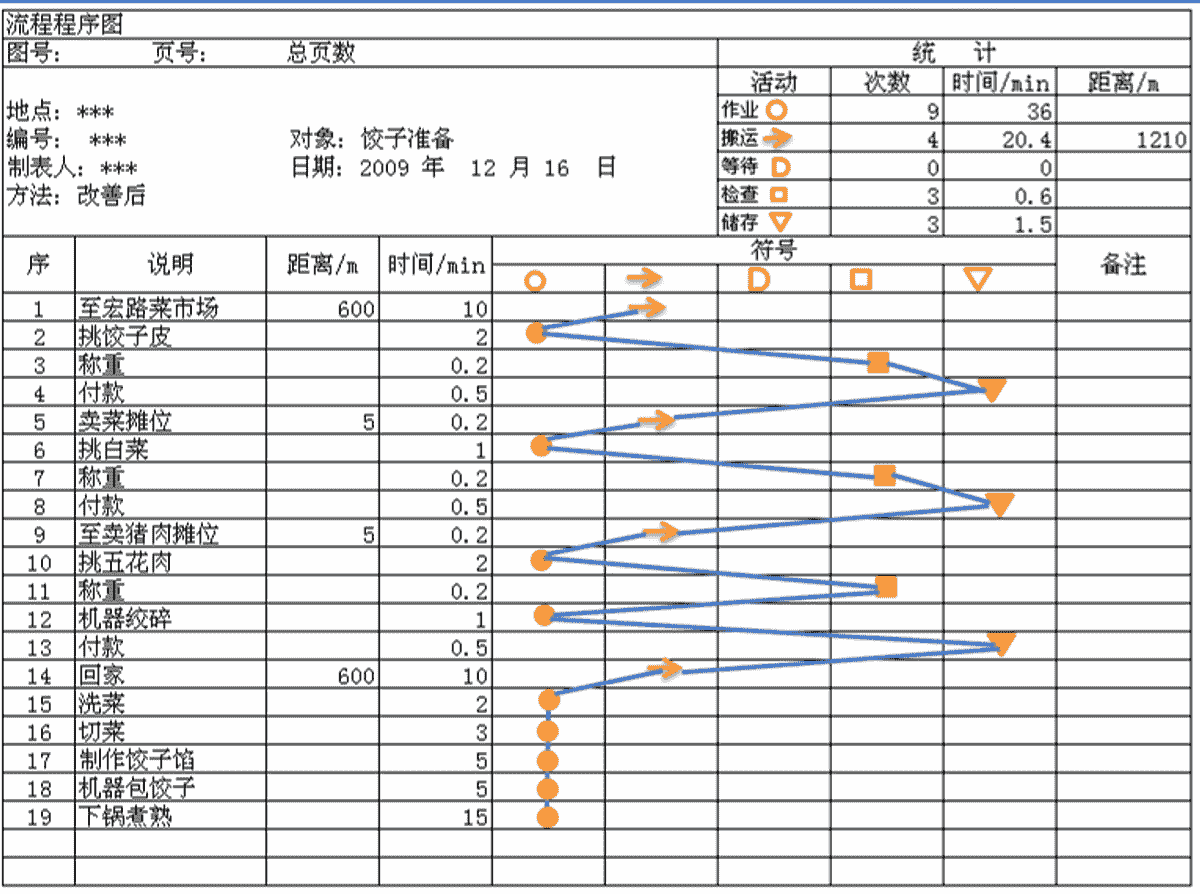 流程程序图
图号： 页号： 总页数
统 计
活动 次数 时间/min 距离/m
作业 9 36
搬运 4 20.4 1210
等待 0 0
检查 3 0.6
储存 3 1.5
地点：***
编号： ***
对象：饺子准备
制表人：***
日期：2009 年 12 月 16 日
方法：改善后
序 说明 距离/m 时间/min 符号 备注
1 至宏路菜市场 600 10
2 挑饺子皮 2
3 称重 0.2
4 付款 0.5
5 卖菜摊位 5 0.2
6 挑白菜 1
7 称重 0.2
8 付款 0.5
9 至卖猪肉摊位 5 0.2
10 挑五花肉 2
11 称重 0.2
12 机器绞碎 1
13 付款 0.5
14 回家 600 10
15 洗菜 2
16 切菜 3
17 制作饺子馅 5
18 机器包饺子 5
19 下锅煮熟 15